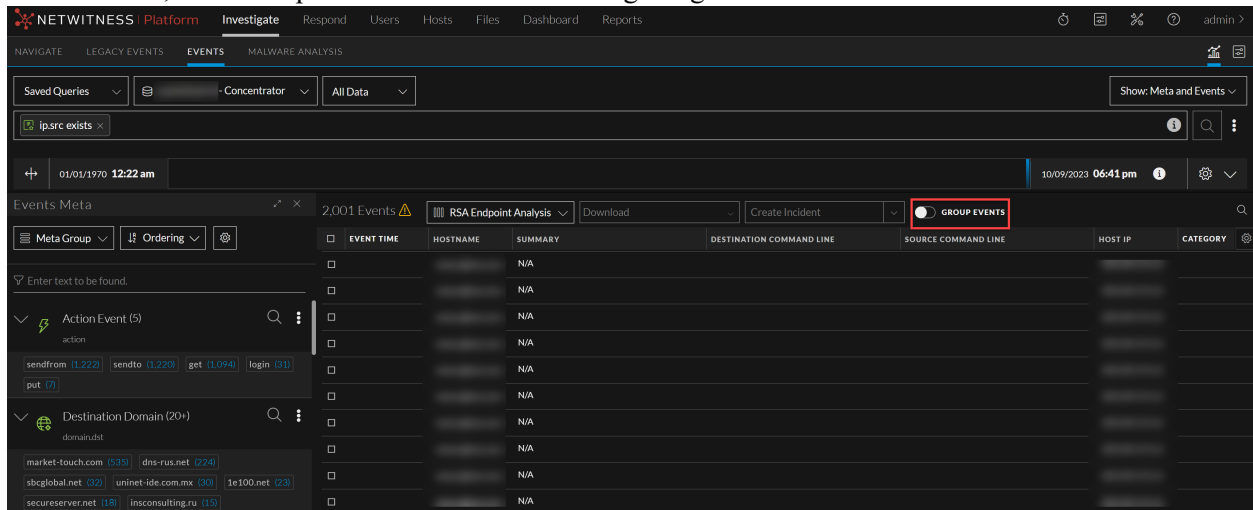 NETWITNESS Platform Investigate Respond Users Hosts Files Dashboard Reports admin >
NAVIGATE LEGACY EVENTS EVENTS MALWARE ANALYSIS
Saved Queries - Concentrator All Data Show: Meta and Events
ip.src exists ×
01/01/1970 12:22 am 10/09/2023 06:41 pm
Events Meta 2,001 Events RSA Endpoint Analysis Download Create Incident GROUP EVENTS
Meta Group Ordering EVENT TIME HOSTNAME SUMMARY DESTINATION COMMAND LINE SOURCE COMMAND LINE HOST IP CATEGORY
N/A
Enter text to be found.
N/A
Action Event (5) N/A
action
N/A
sendfrom (1,222) sendto (1,220) get (1,094) login (31)
N/A
put (7)
N/A
Destination Domain (20+) N/A
domain.dst
N/A
market-touch.com (535) dns-rus.net (224)
sbcglobal.net (32) uninet-ide.com.mx (30) 1e100.net (23) N/A
secureserver.net (18) insconsulting.ru (15) N/A